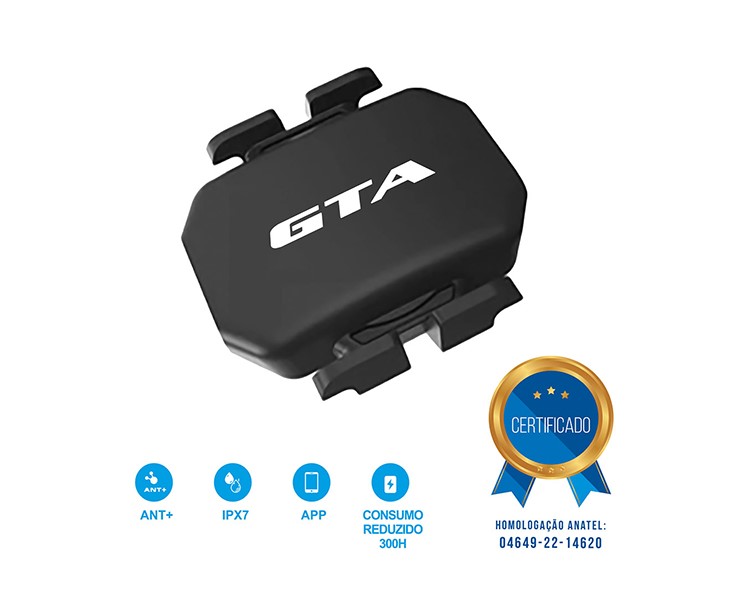 GTA
CERTIFICADO
ANT+
ANT+
IPX7
APP
CONSUMO
REDUZIDO
300H
HOMOLOGAÇÃO ANATEL:
04649-22-14620